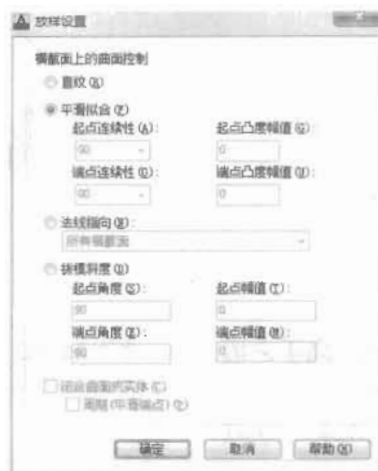 放样设置
横截面上的曲面控制
直纹(R)
平滑拟合(F)
起点连续性(A): 起点凸度幅值(G):
G0 0
端点连续性(D): 端点凸度幅值(U):
G0 0
法线指向(N):
所有横截面
拔模斜度(D)
起点角度(S): 起点幅值(T):
90 0
端点角度(E): 端点幅值(M):
90 0
闭合曲面或实体(C)
周期(平滑端点)(P)
确定 取消 帮助(H)